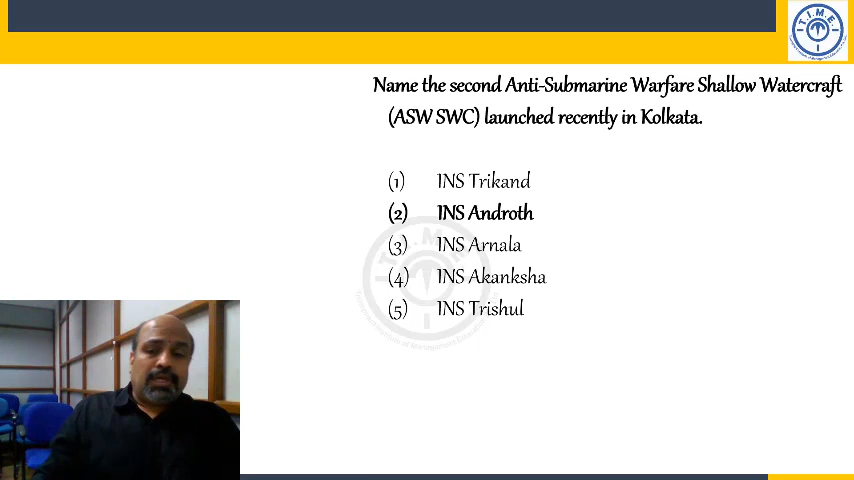 T.I.M.E.
Name the second Anti-Submarine Warfare Shallow Watercraft
(ASW SWC) launched recently in Kolkata.
(1) INS Trikand
(2) INS Androth
(3) INS Arnala
(4) INS Akanksha
(5) INS Trishul